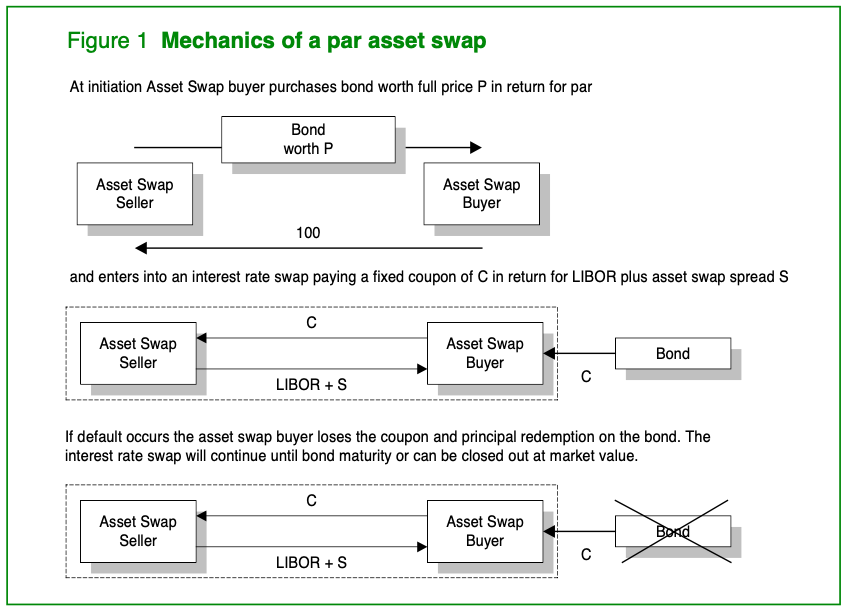 Figure 1 Mechanics of a par asset swap
At initiation Asset Swap buyer purchases bond worth full price P in return for par
Bond
worth P
Asset Swap
Seller
Asset Swap
Buyer
100
and enters into an interest rate swap paying a fixed coupon of C in return for LIBOR plus asset swap spread S
C
Asset Swap
Seller
Asset Swap
Buyer
Bond
LIBOR + S
C
If default occurs the asset swap buyer loses the coupon and principal redemption on the bond. The
interest rate swap will continue until bond maturity or can be closed out at market value.
C
Asset Swap
Seller
Asset Swap
Buyer
Bond
LIBOR + S
C